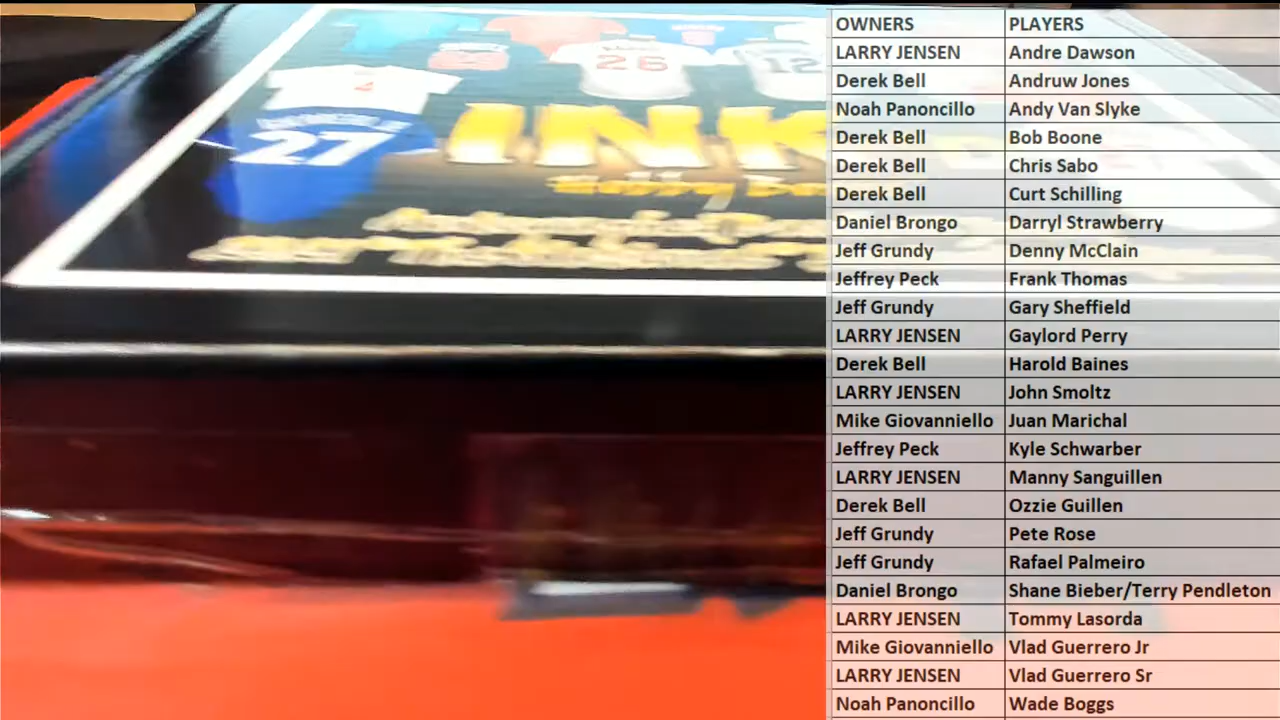 27
26
12
INK
OWNERS PLAYERS
LARRY JENSEN Andre Dawson
Derek Bell Andruw Jones
Noah Panoncillo Andy Van Slyke
Derek Bell Bob Boone
Derek Bell Chris Sabo
Derek Bell Curt Schilling
Daniel Brongo Darryl Strawberry
Jeff Grundy Denny McClain
Jeffrey Peck Frank Thomas
Jeff Grundy Gary Sheffield
LARRY JENSEN Gaylord Perry
Derek Bell Harold Baines
LARRY JENSEN John Smoltz
Mike Giovanniello Juan Marichal
Jeffrey Peck Kyle Schwarber
LARRY JENSEN Manny Sanguillen
Derek Bell Ozzie Guillen
Jeff Grundy Pete Rose
Jeff Grundy Rafael Palmeiro
Daniel Brongo Shane Bieber/Terry Pendleton
LARRY JENSEN Tommy Lasorda
Mike Giovanniello Vlad Guerrero Jr
LARRY JENSEN Vlad Guerrero Sr
Noah Panoncillo Wade Boggs